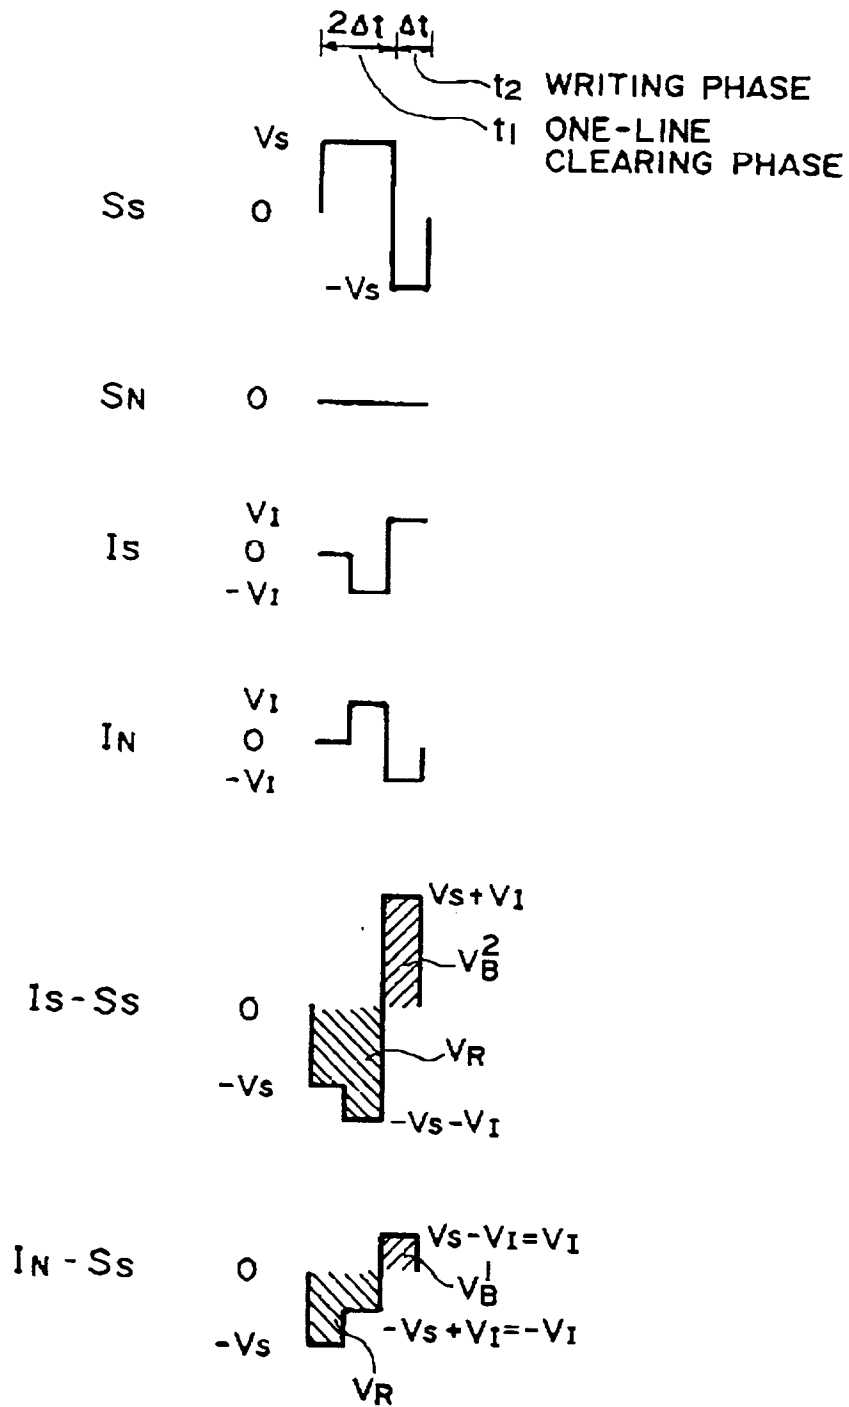 2Δt Δt
t2 WRITING PHASE
t1 ONE-LINE
CLEARING PHASE
Vs
Ss 0
-Vs
SN 0
VI
Is 0
-VI
VI
IN 0
-VI
Vs+VI
VB2
Is-Ss 0
VR
-Vs
-Vs-VI
Vs-VI=VI
IN-Ss 0
VB1
-Vs+VI=-VI
-Vs
VR